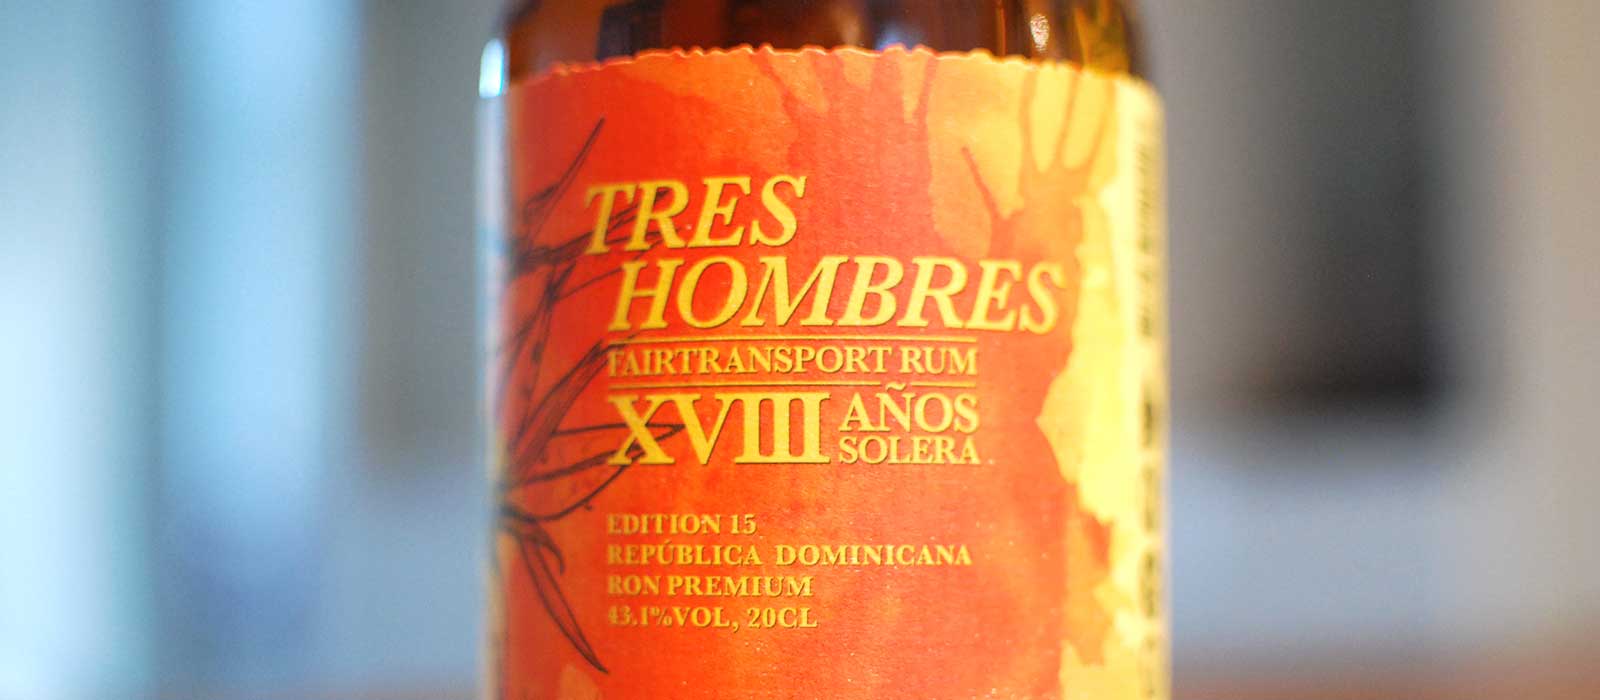 TRES
HOMBRES
FAIRTRANSPORT RUM
XVIII AÑOS
SOLERA
EDITION 15
REPÚBLICA DOMINICANA
RON PREMIUM
43.1%VOL, 20CL